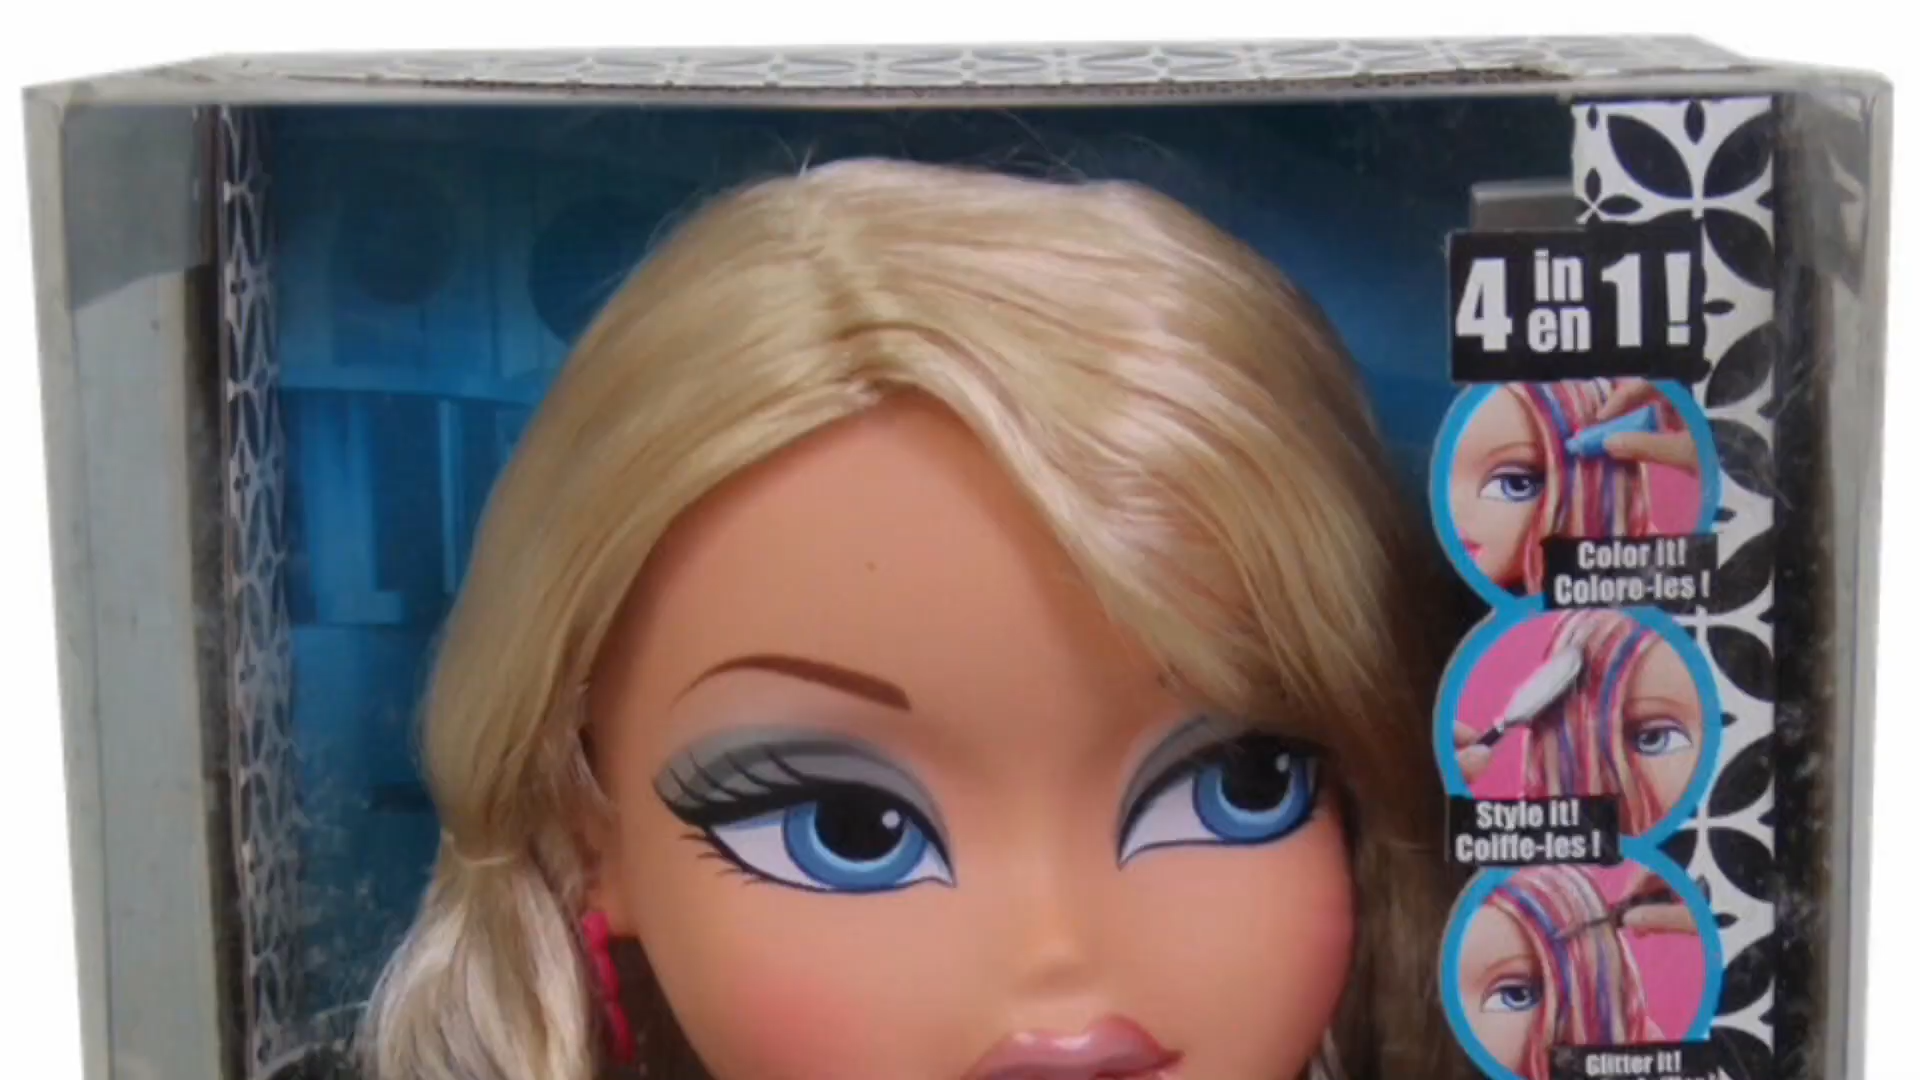 4 in en 1!
Color It!
Colore-les !
Style It!
Coiffe-les !
Glitter It!